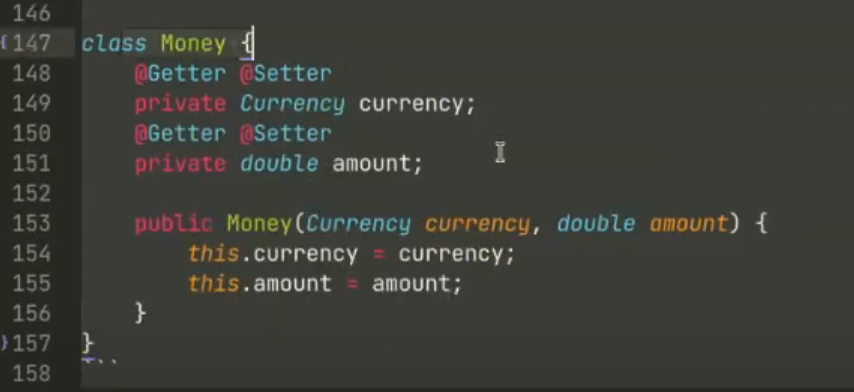 146
147 class Money {
148 @Getter @Setter
149 private Currency currency;
150 @Getter @Setter
151 private double amount;
152
153 public Money(Currency currency, double amount) {
154 this.currency = currency;
155 this.amount = amount;
156 }
157 }
158